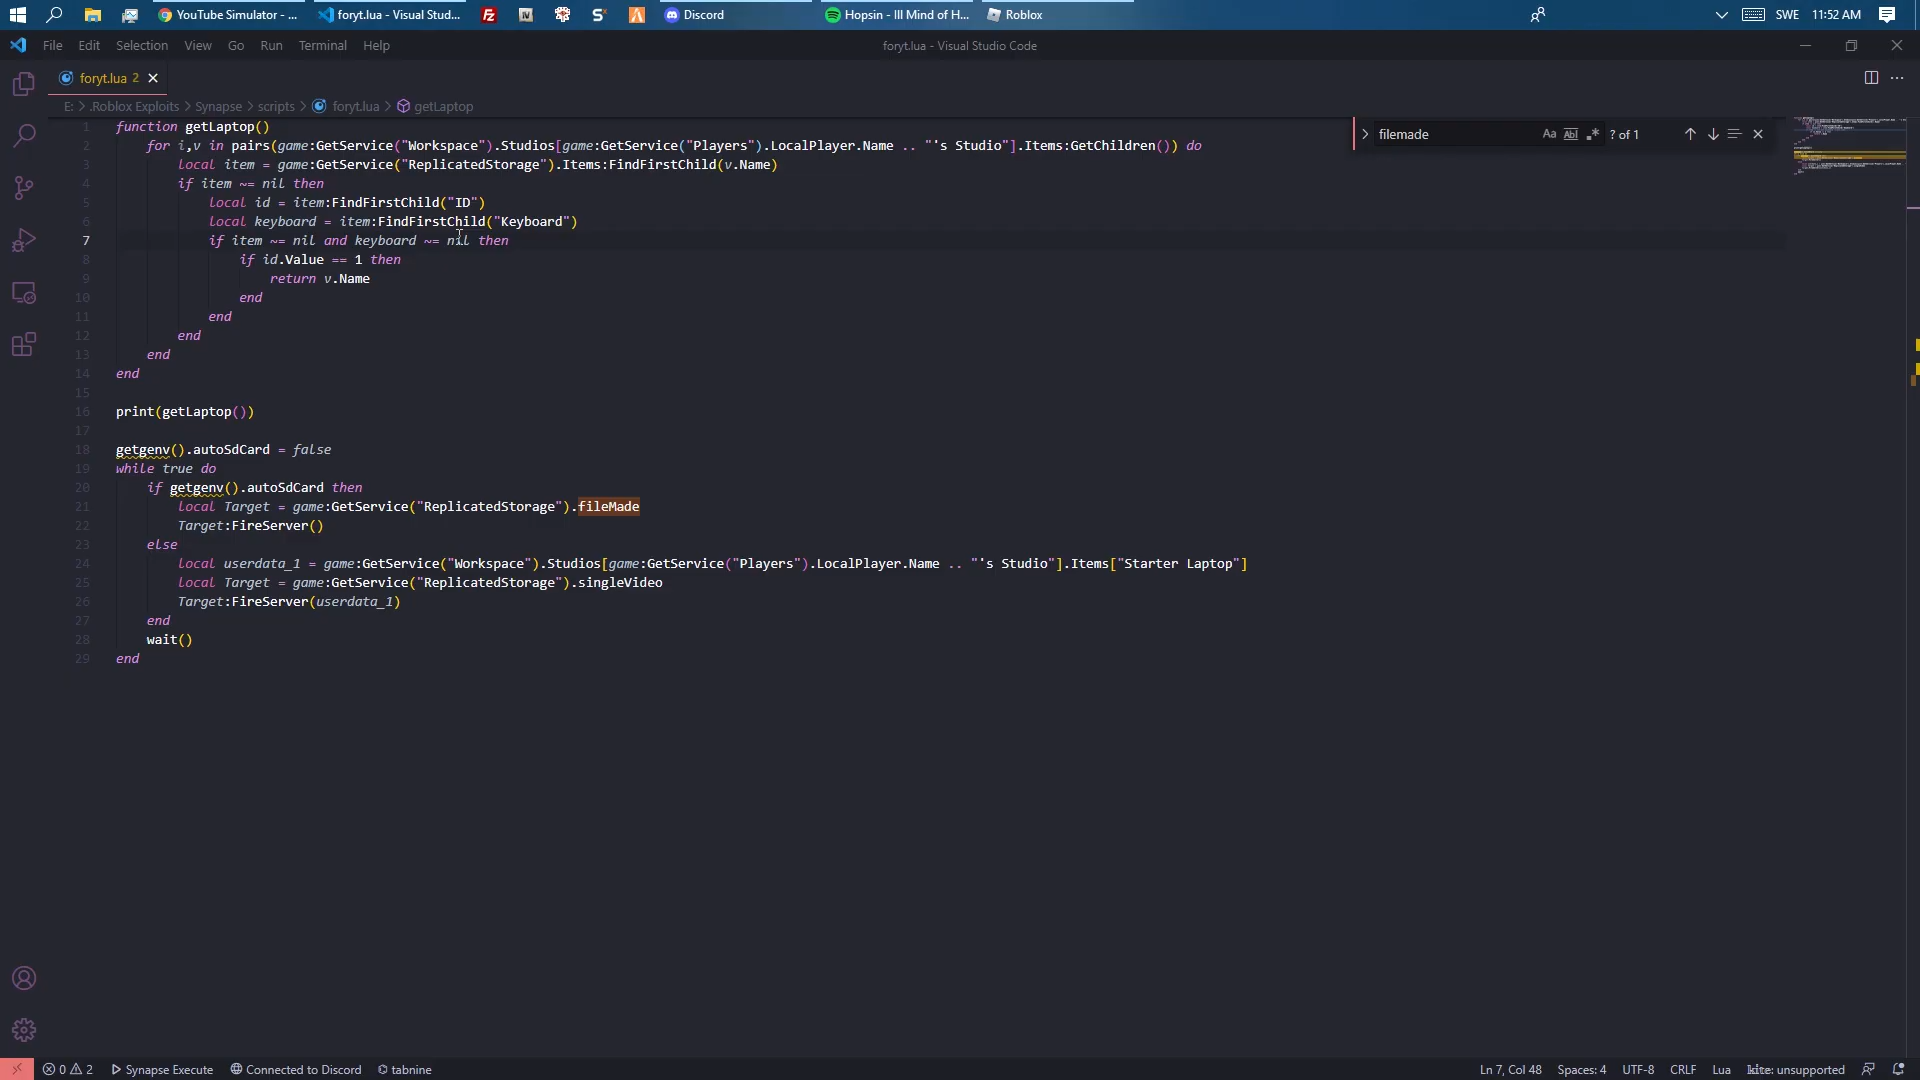 YouTube Simulator - ...
foryt.lua - Visual Stud...
Discord
Hopsin - Ill Mind of H...
Roblox
SWE
11:52 AM
File Edit Selection View Go Run Terminal Help
foryt.lua - Visual Studio Code
foryt.lua 2
E: > .Roblox Exploits > Synapse > scripts > foryt.lua > getLaptop
filemade
Aa Abl .*
? of 1
1 function getLaptop()
2 for i,v in pairs(game:GetService("Workspace").Studios[game:GetService("Players").LocalPlayer.Name .. "'s Studio"].Items:GetChildren()) do
3 local item = game:GetService("ReplicatedStorage").Items:FindFirstChild(v.Name)
4 if item ~= nil then
5 local id = item:FindFirstChild("ID")
6 local keyboard = item:FindFirstChild("Keyboard")
7 if item ~= nil and keyboard ~= nil then
8 if id.Value == 1 then
9 return v.Name
10 end
11 end
12 end
13 end
14 end
15
16 print(getLaptop())
17
18 getgenv().autoSdCard = false
19 while true do
20 if getgenv().autoSdCard then
21 local Target = game:GetService("ReplicatedStorage").fileMade
22 Target:FireServer()
23 else
24 local userdata_1 = game:GetService("Workspace").Studios[game:GetService("Players").LocalPlayer.Name .. "'s Studio"].Items["Starter Laptop"]
25 local Target = game:GetService("ReplicatedStorage").singleVideo
26 Target:FireServer(userdata_1)
27 end
28 wait()
29 end
0 2 Synapse Execute Connected to Discord tabnine
Ln 7, Col 48 Spaces: 4 UTF-8 CRLF Lua kite: unsupported